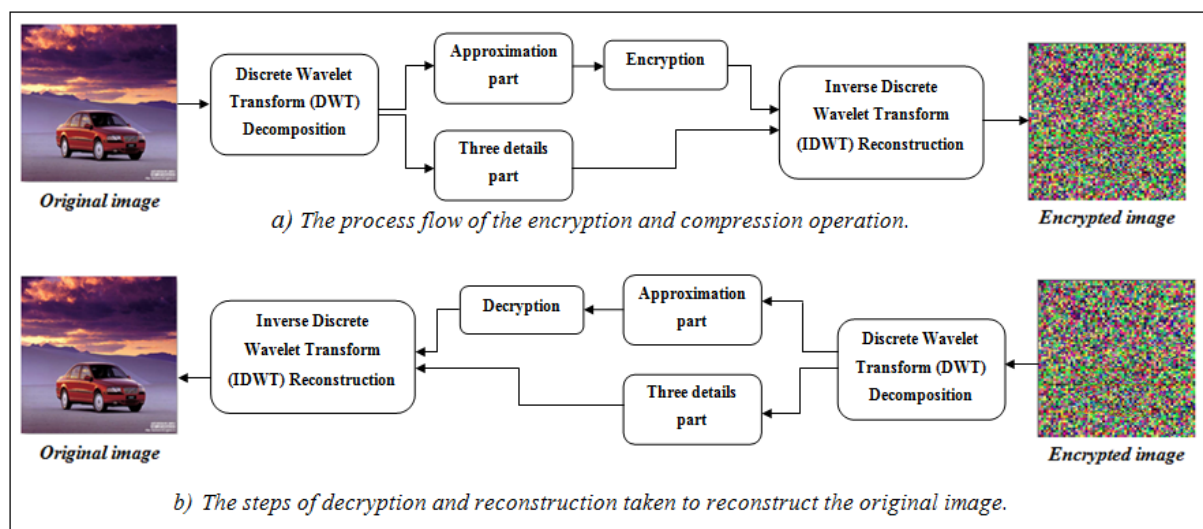 Approximation
part
Encryption
Discrete Wavelet
Transform (DWT)
Decomposition
Inverse Discrete
Wavelet Transform
(IDWT) Reconstruction
Three details
part
Original image
Encrypted image
a) The process flow of the encryption and compression operation.
Inverse Discrete
Wavelet Transform
(IDWT) Reconstruction
Decryption
Approximation
part
Discrete Wavelet
Transform (DWT)
Decomposition
Three details
part
Original image
Encrypted image
b) The steps of decryption and reconstruction taken to reconstruct the original image.